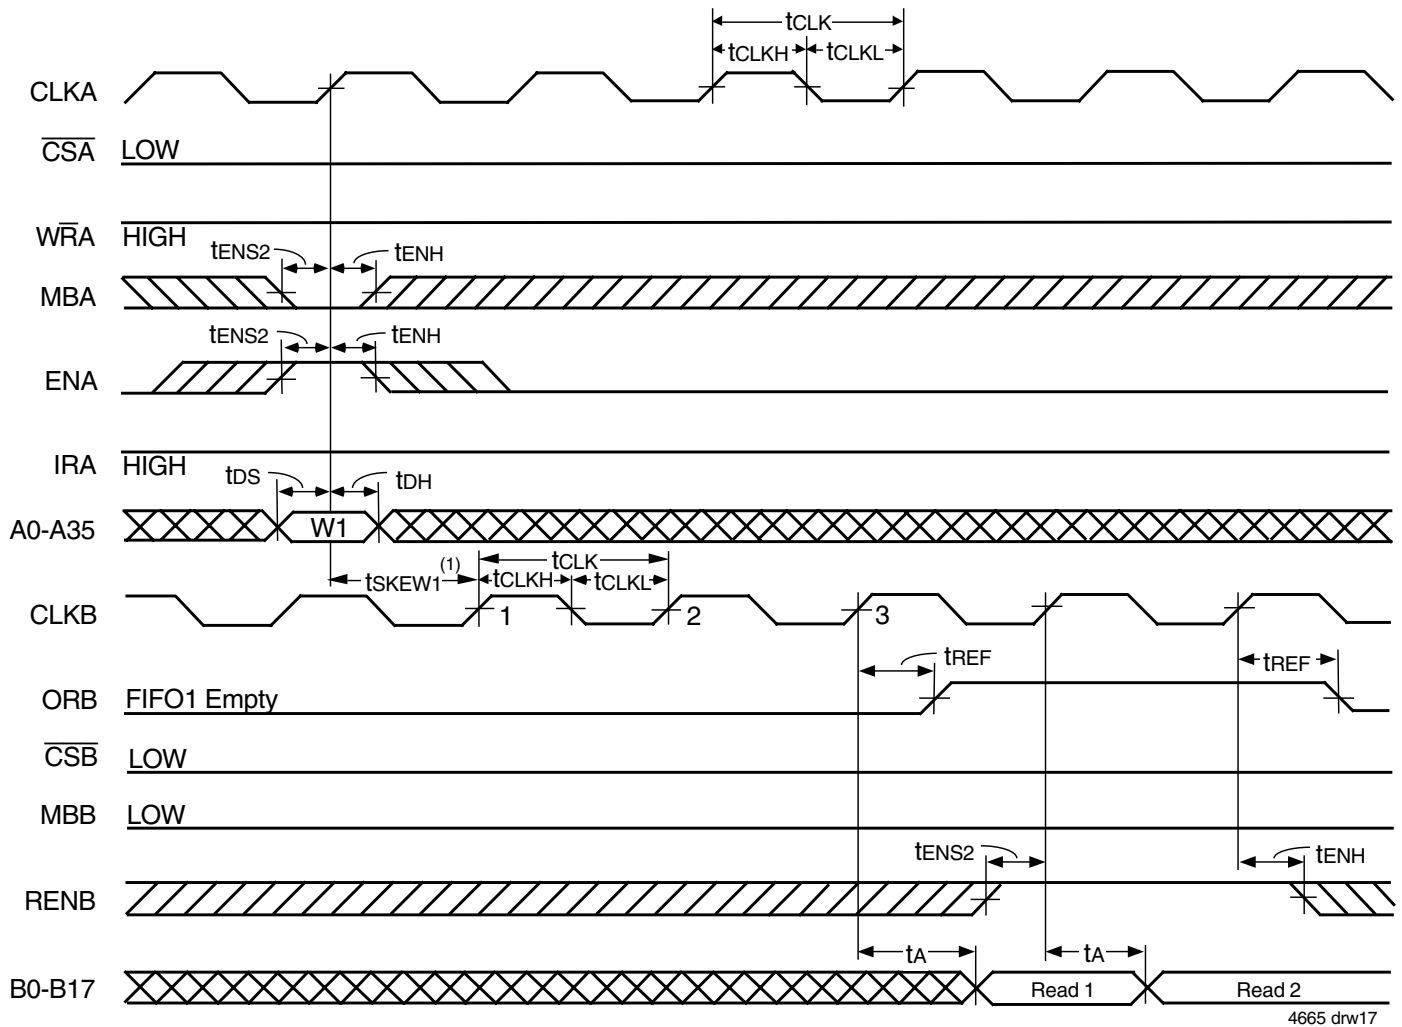 tCLK
tCLKH tCLKL
CLKA
CSA LOW
WRA HIGH
tENS2 tENH
MBA
tENS2 tENH
ENA
IRA HIGH
tDS tDH
A0-A35 W1
tSKEW1 (1) tCLK
tCLKH tCLKL
CLKB 1 2 3
tREF tREF
ORB FIFO1 Empty
CSB LOW
MBB LOW
tENS2 tENH
RENB
tA tA
B0-B17 Read 1 Read 2
4665 drw17